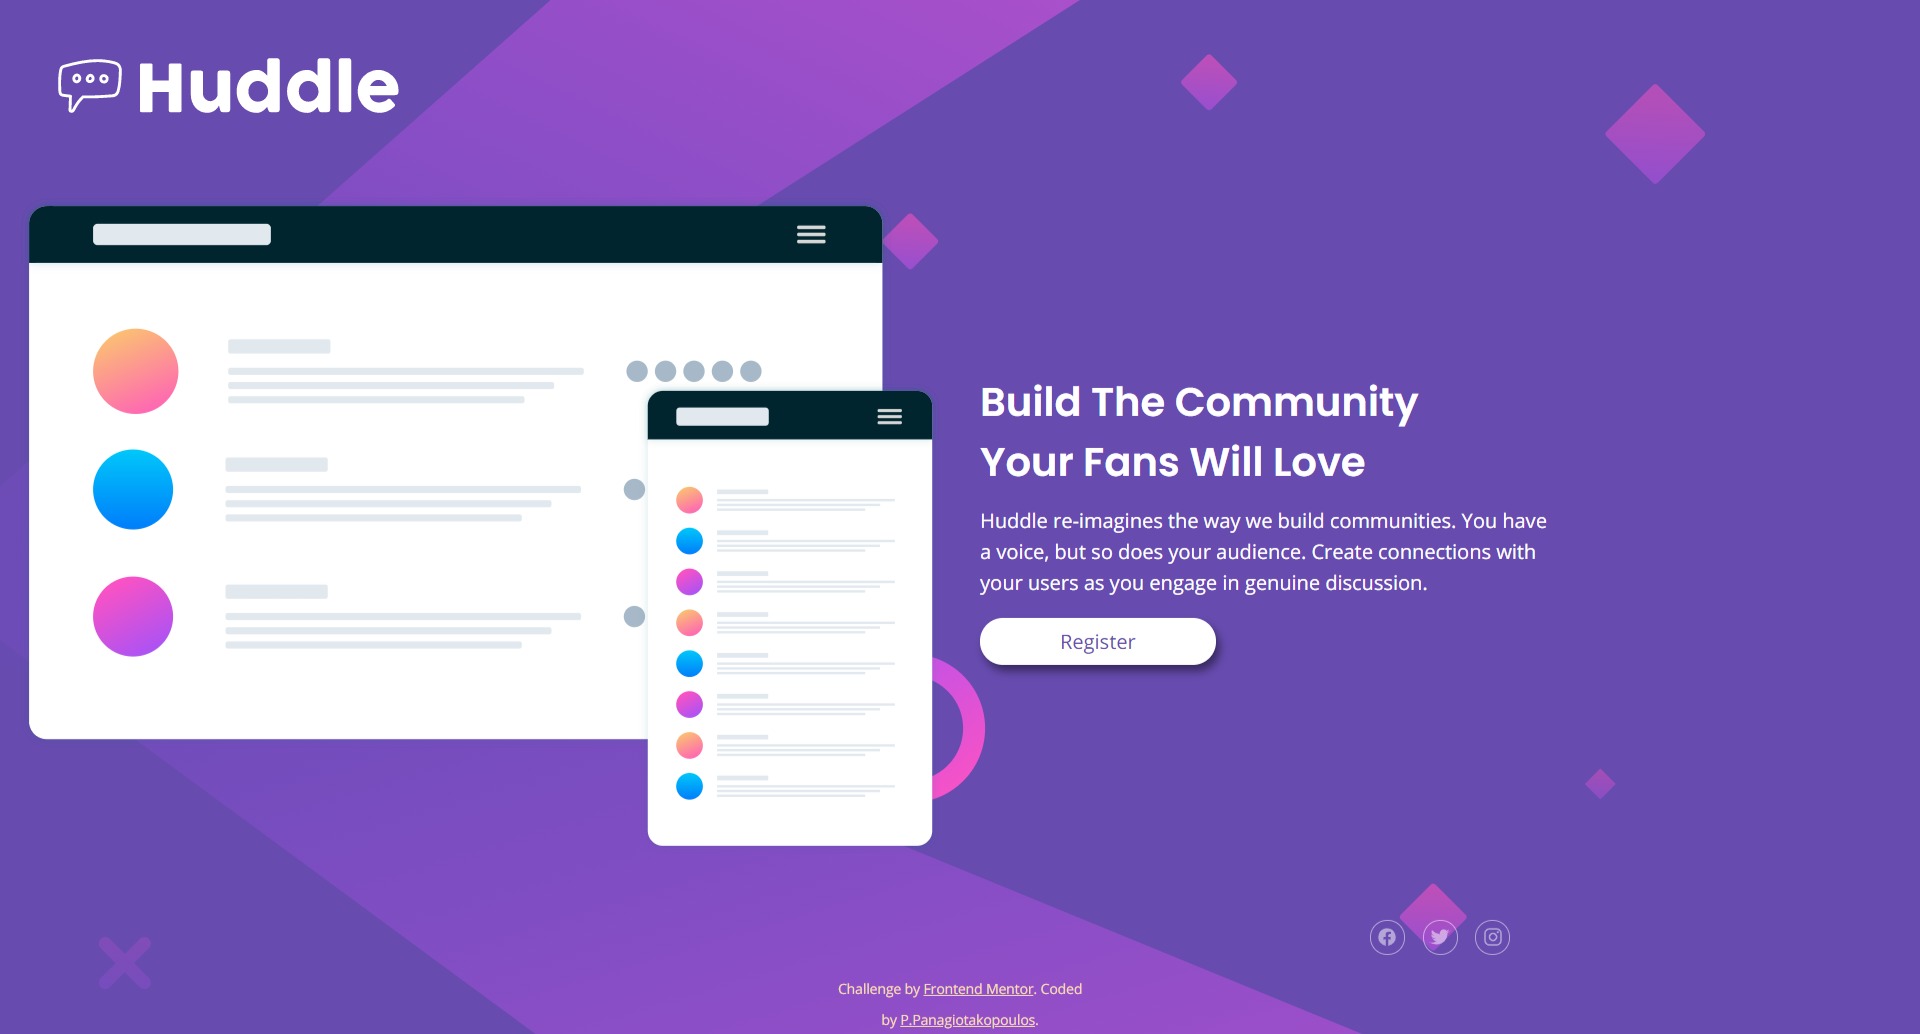 Huddle
Build The Community
Your Fans Will Love
Huddle re-imagines the way we build communities. You have
a voice, but so does your audience. Create connections with
your users as you engage in genuine discussion.
Register
Challenge by Frontend Mentor. Coded
by P.Panagiotakopoulos.